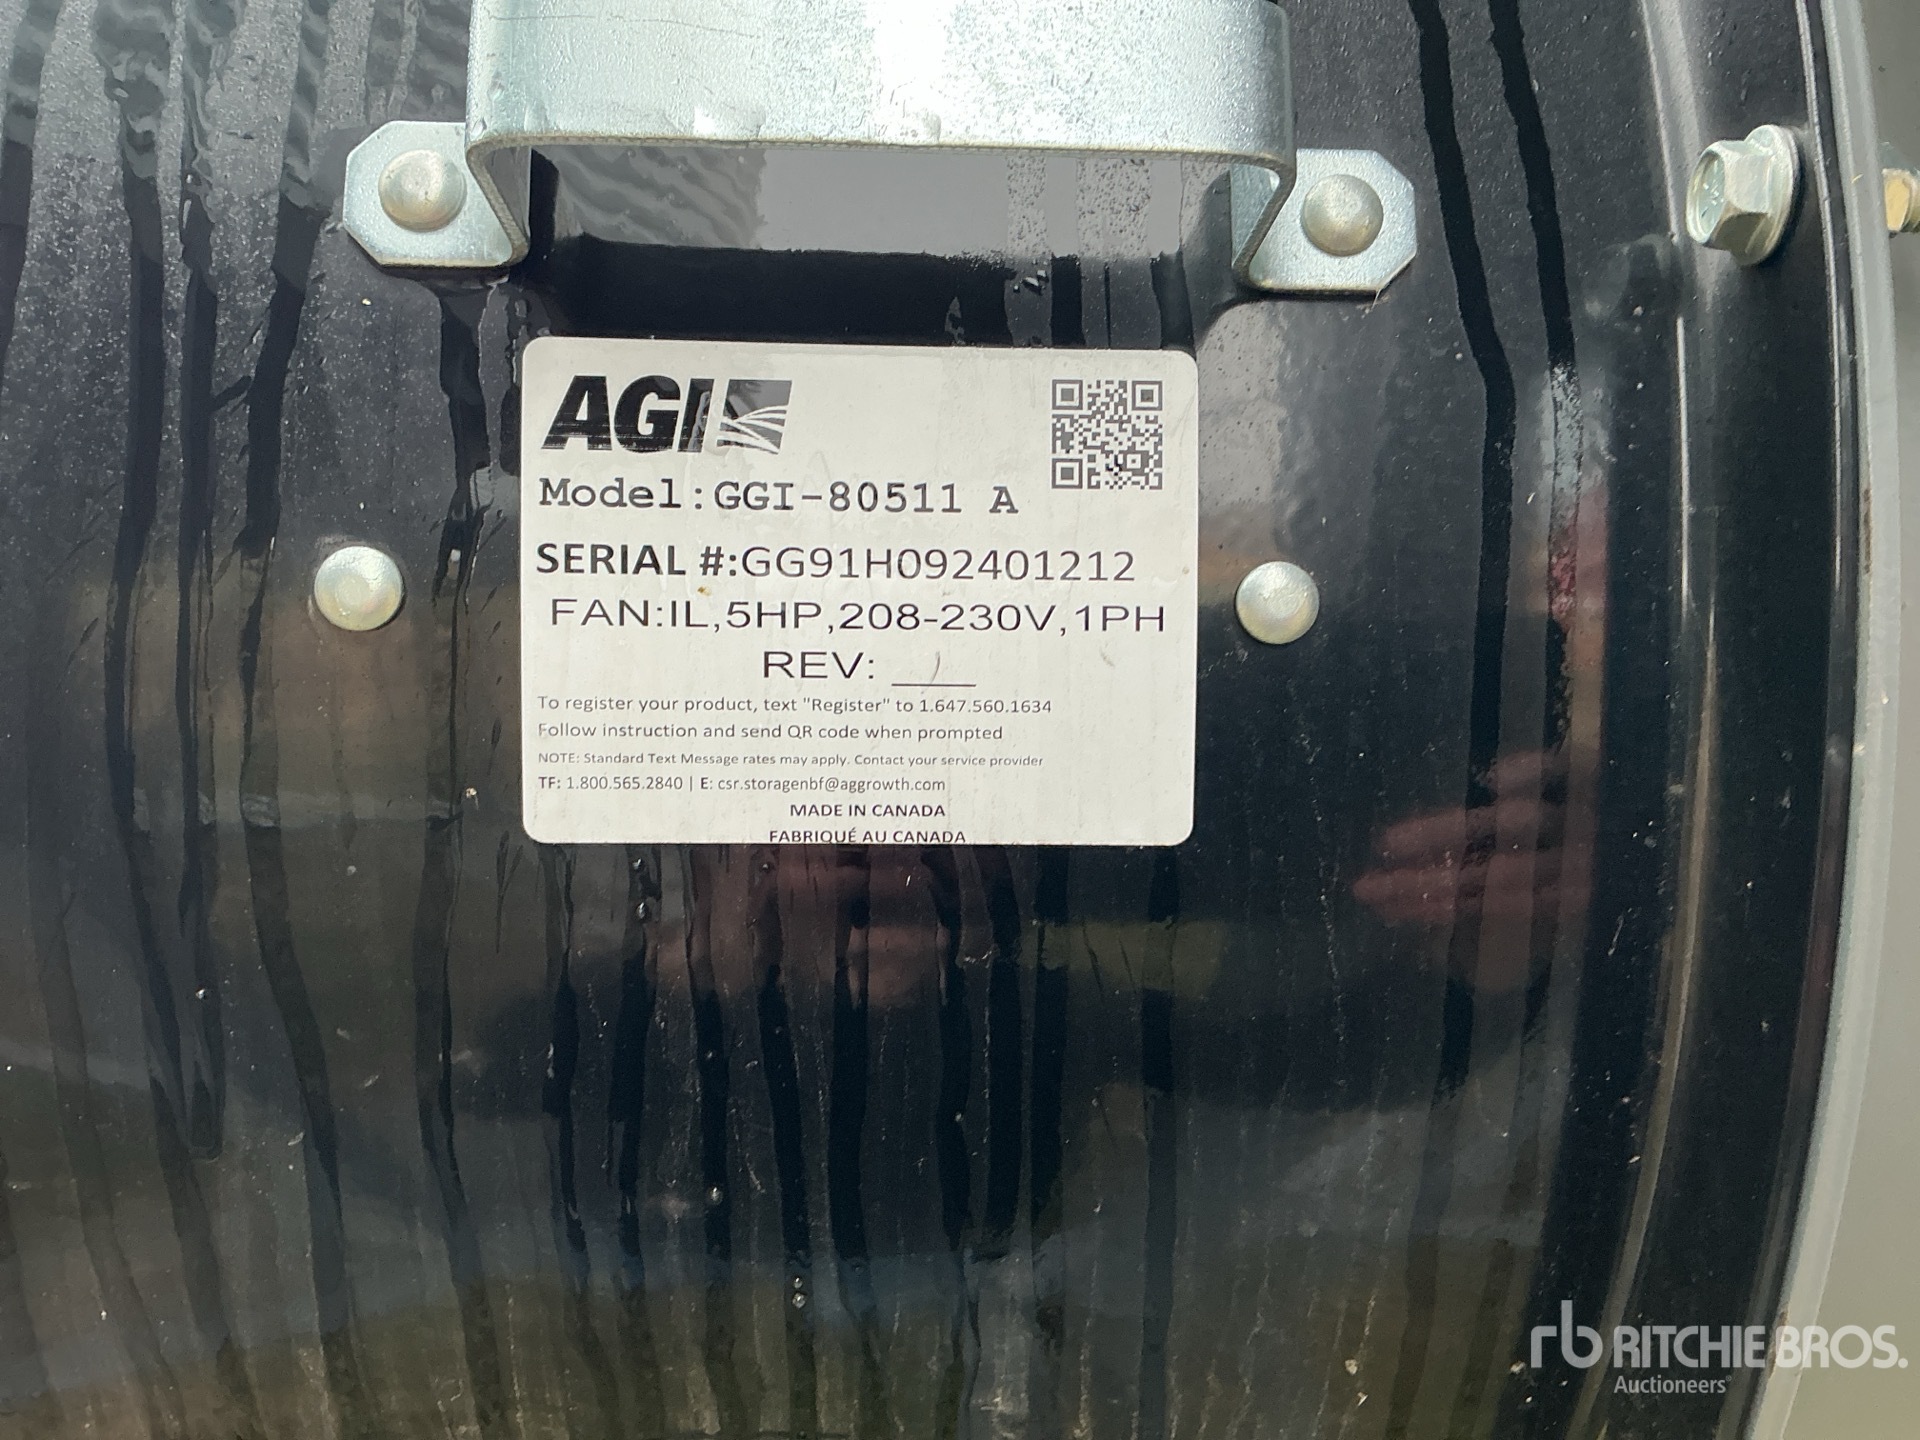 AGI
Model:GGI-80511 A
SERIAL #:GG91H092401212
FAN:IL,5HP,208-230V,1PH
REV: /
To register your product, text "Register" to 1.647.560.1634
Follow instruction and send QR code when prompted
NOTE: Standard Text Message rates may apply. Contact your service provider
TF: 1.800.565.2840 | E: csr.storagenbf@aggrowth.com
MADE IN CANADA
FABRIQUÉ AU CANADA
rb RITCHIE BROS.
Auctioneers